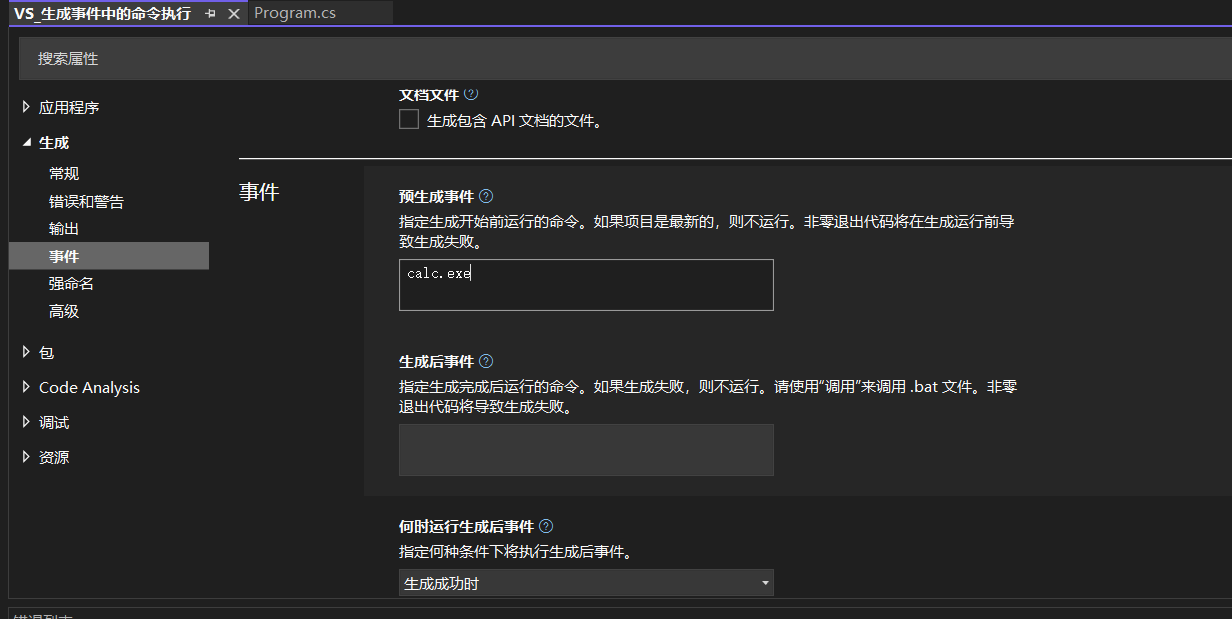 VS_生成事件中的命令执行
Program.cs
搜索属性
应用程序
生成
常规
错误和警告
输出
事件
强命名
高级
包
Code Analysis
调试
资源
文档文件
生成包含 API 文档的文件。
事件
预生成事件
指定生成开始前运行的命令。如果项目是最新的，则不运行。非零退出代码将在生成运行前导
致生成失败。
calc.exe
生成后事件
指定生成完成后运行的命令。如果生成失败，则不运行。请使用“调用”来调用 .bat 文件。非零
退出代码将导致生成失败。
何时运行生成后事件
指定何种条件下将执行生成后事件。
生成成功时
错误列表